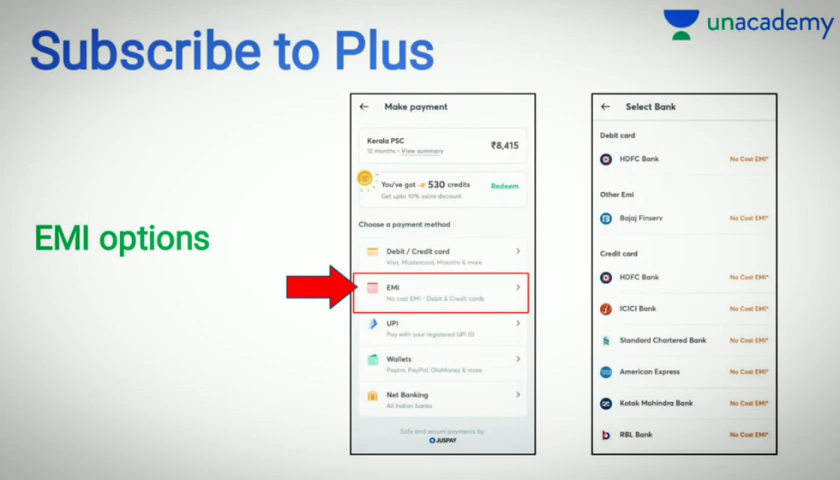 Subscribe to Plus
unacademy
EMI options
Make payment
Kerala PSC
12 months • View summary
₹8,415
You've got 530 credits
Get upto 10% extra discount
Redeem
Choose a payment method
Debit / Credit card
Visa, Mastercard, Maestro & more
EMI
No cost EMI - Debit & Credit cards
UPI
Pay with your registered UPI ID
Wallets
Paytm, PayPal, OlaMoney & more
Net Banking
All Indian banks
Safe and secure payments by
JUSPAY
Select Bank
Debit card
HDFC Bank No Cost EMI*
Other Emi
Bajaj Finserv No Cost EMI*
Credit card
HDFC Bank No Cost EMI*
ICICI Bank No Cost EMI*
Standard Chartered Bank No Cost EMI*
American Express No Cost EMI*
Kotak Mahindra Bank No Cost EMI*
RBL Bank No Cost EMI*